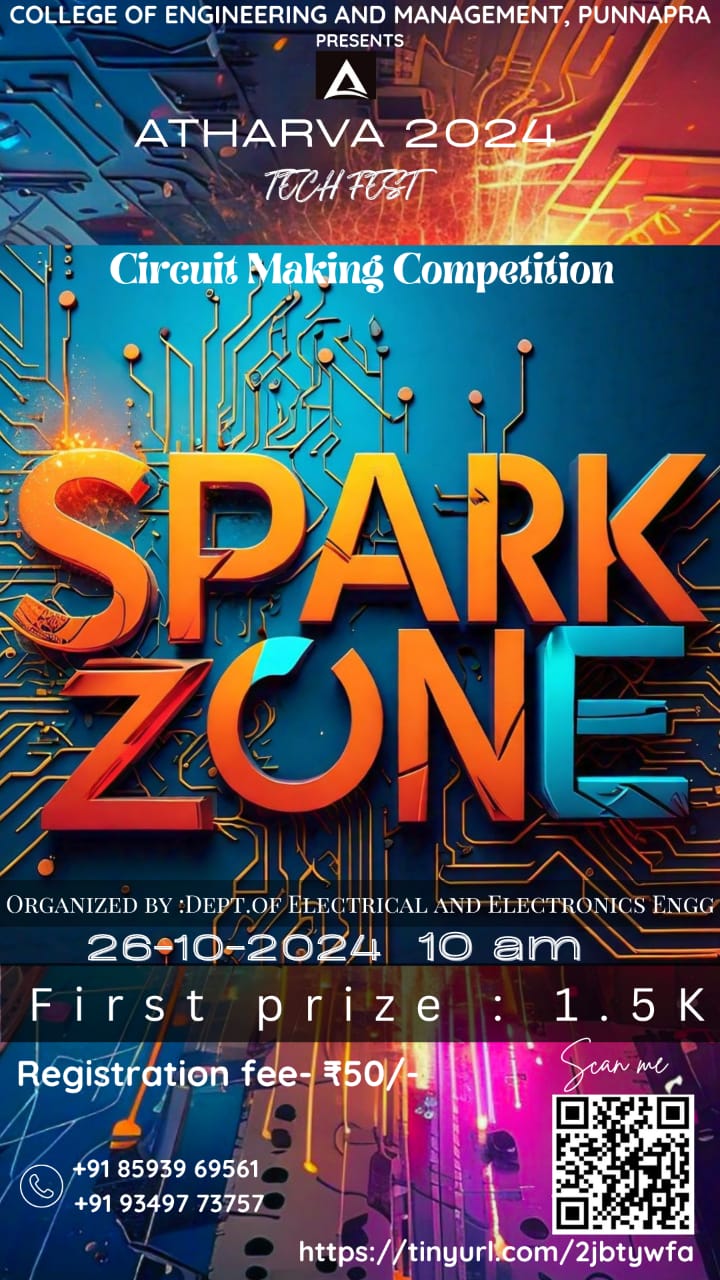 COLLEGE OF ENGINEERING AND MANAGEMENT, PUNNAPRA
PRESENTS
ATHARVA 2024
TECH FEST
Circuit Making Competition
SPARK
ZONE
ORGANIZED BY :DEPT.OF ELECTRICAL AND ELECTRONICS ENGG
26-10-2024 10 am
First prize : 1.5K
Registration fee- ₹50/-
Scan me
+91 85939 69561
+91 93497 73757
https://tinyurl.com/2jbtywfa